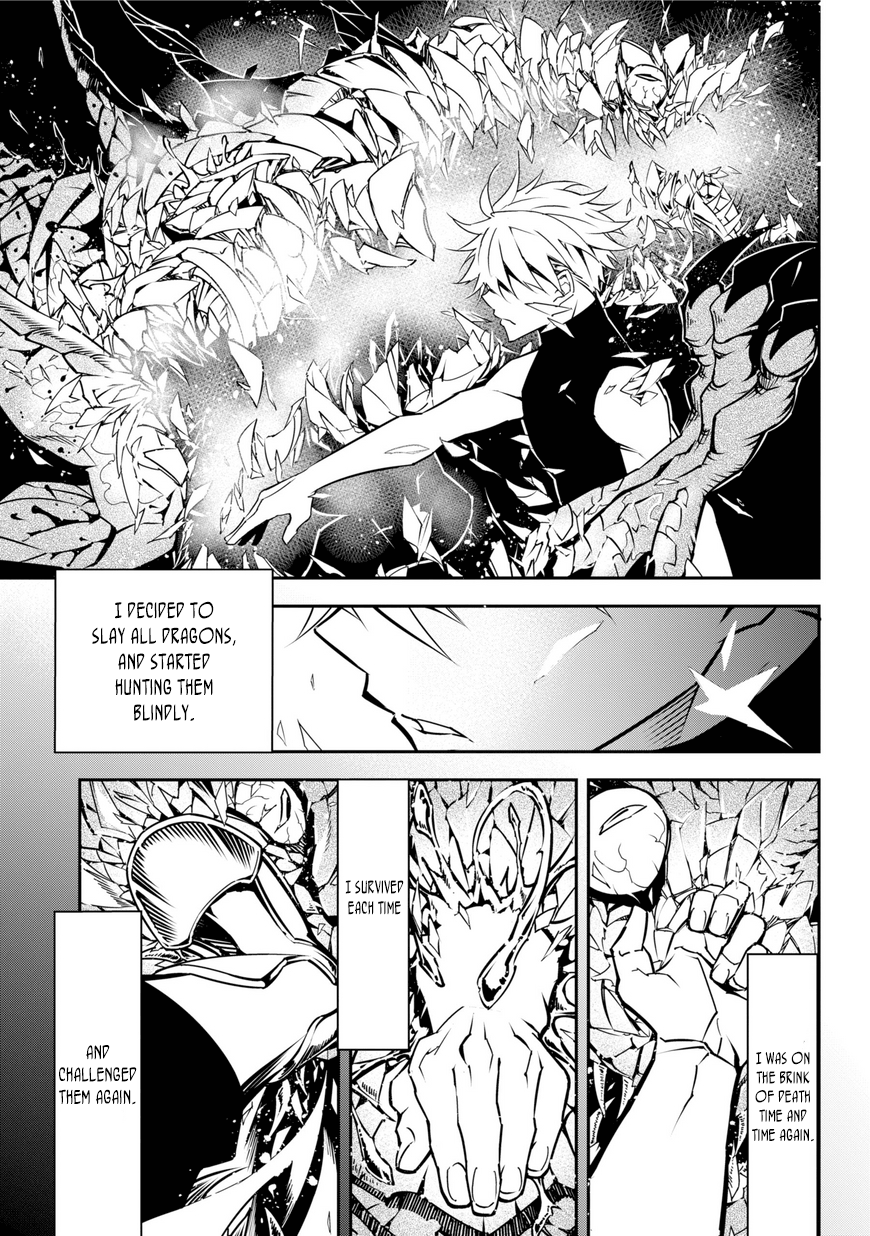 I DECIDED TO
SLAY ALL DRAGONS,
AND STARTED
HUNTING THEM
BLINDLY.
I WAS ON
THE BRINK
OF DEATH
TIME AND
TIME AGAIN.
I SURVIVED
EACH TIME
AND
CHALLENGED
THEM AGAIN.